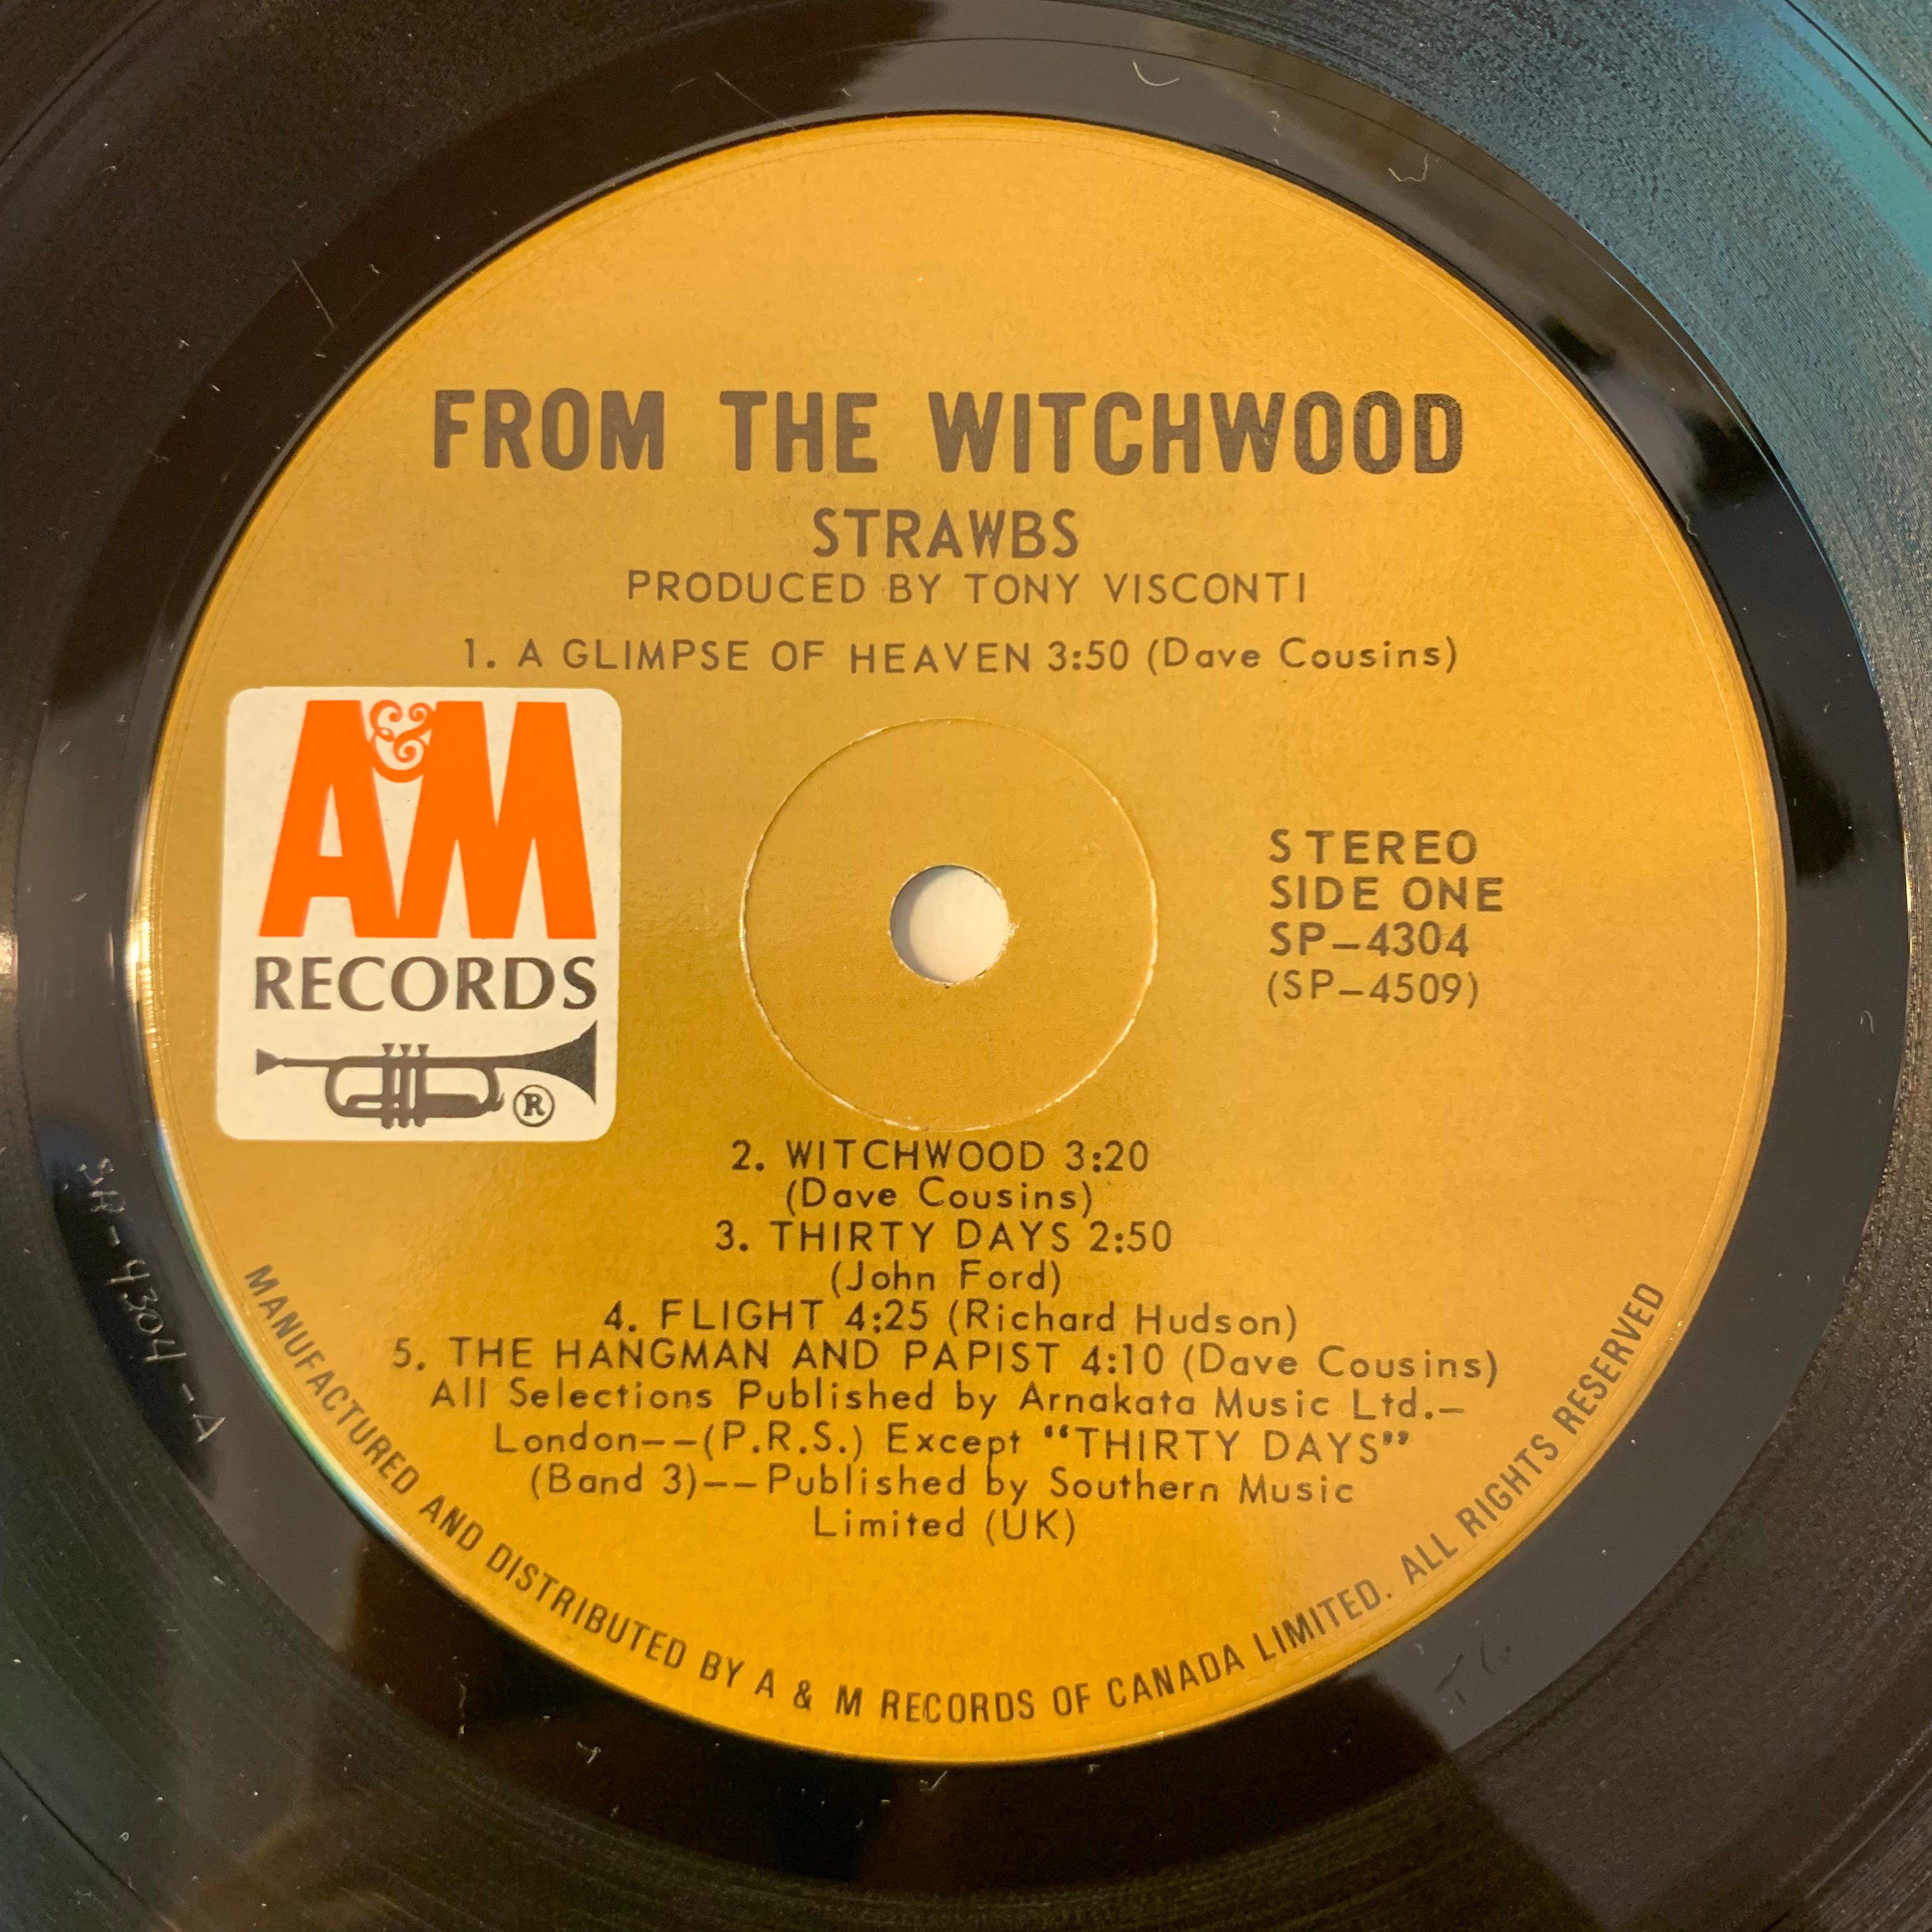 FROM THE WITCHWOOD
STRAWBS
PRODUCED BY TONY VISCONTI
1. A GLIMPSE OF HEAVEN 3:50 (Dave Cousins)
A&M
RECORDS
®
STEREO
SIDE ONE
SP-4304
(SP-4509)
2. WITCHWOOD 3:20
(Dave Cousins)
3. THIRTY DAYS 2:50
(John Ford)
4. FLIGHT 4:25 (Richard Hudson)
5. THE HANGMAN AND PAPIST 4:10 (Dave Cousins)
All Selections Published by Arnakata Music Ltd.-
London--(P.R.S.) Except "THIRTY DAYS"
(Band 3)--Published by Southern Music
Limited (UK)
MANUFACTURED AND DISTRIBUTED BY A & M RECORDS OF CANADA LIMITED. ALL RIGHTS RESERVED